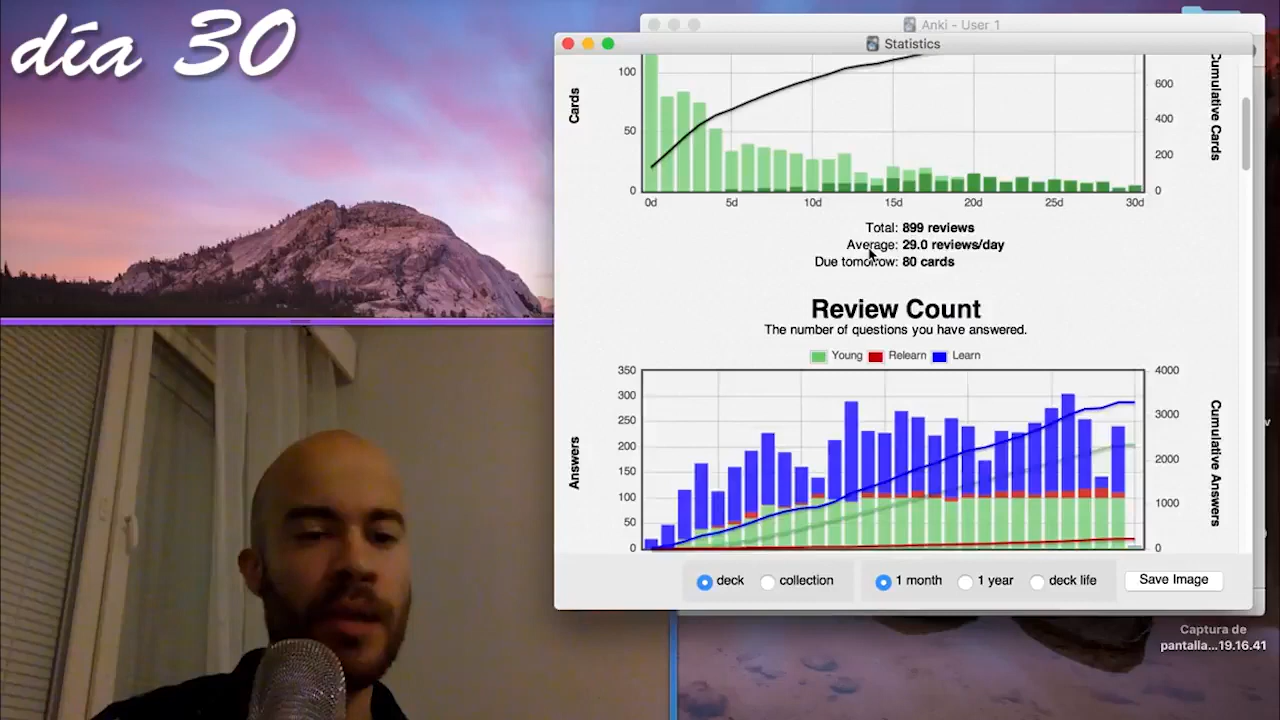 día 30
Anki - User 1
Statistics
100
50
0
Cards
600
400
200
0
Cumulative Cards
0d 5d 10d 15d 20d 25d 30d
Total: 899 reviews
Average: 29.0 reviews/day
Due tomorrow: 80 cards
Review Count
The number of questions you have answered.
Young Relearn Learn
350
300
250
200
150
100
50
0
Answers
4000
3000
2000
1000
0
Cumulative Answers
deck collection 1 month 1 year deck life Save Image
Captura de
pantalla...19.16.41